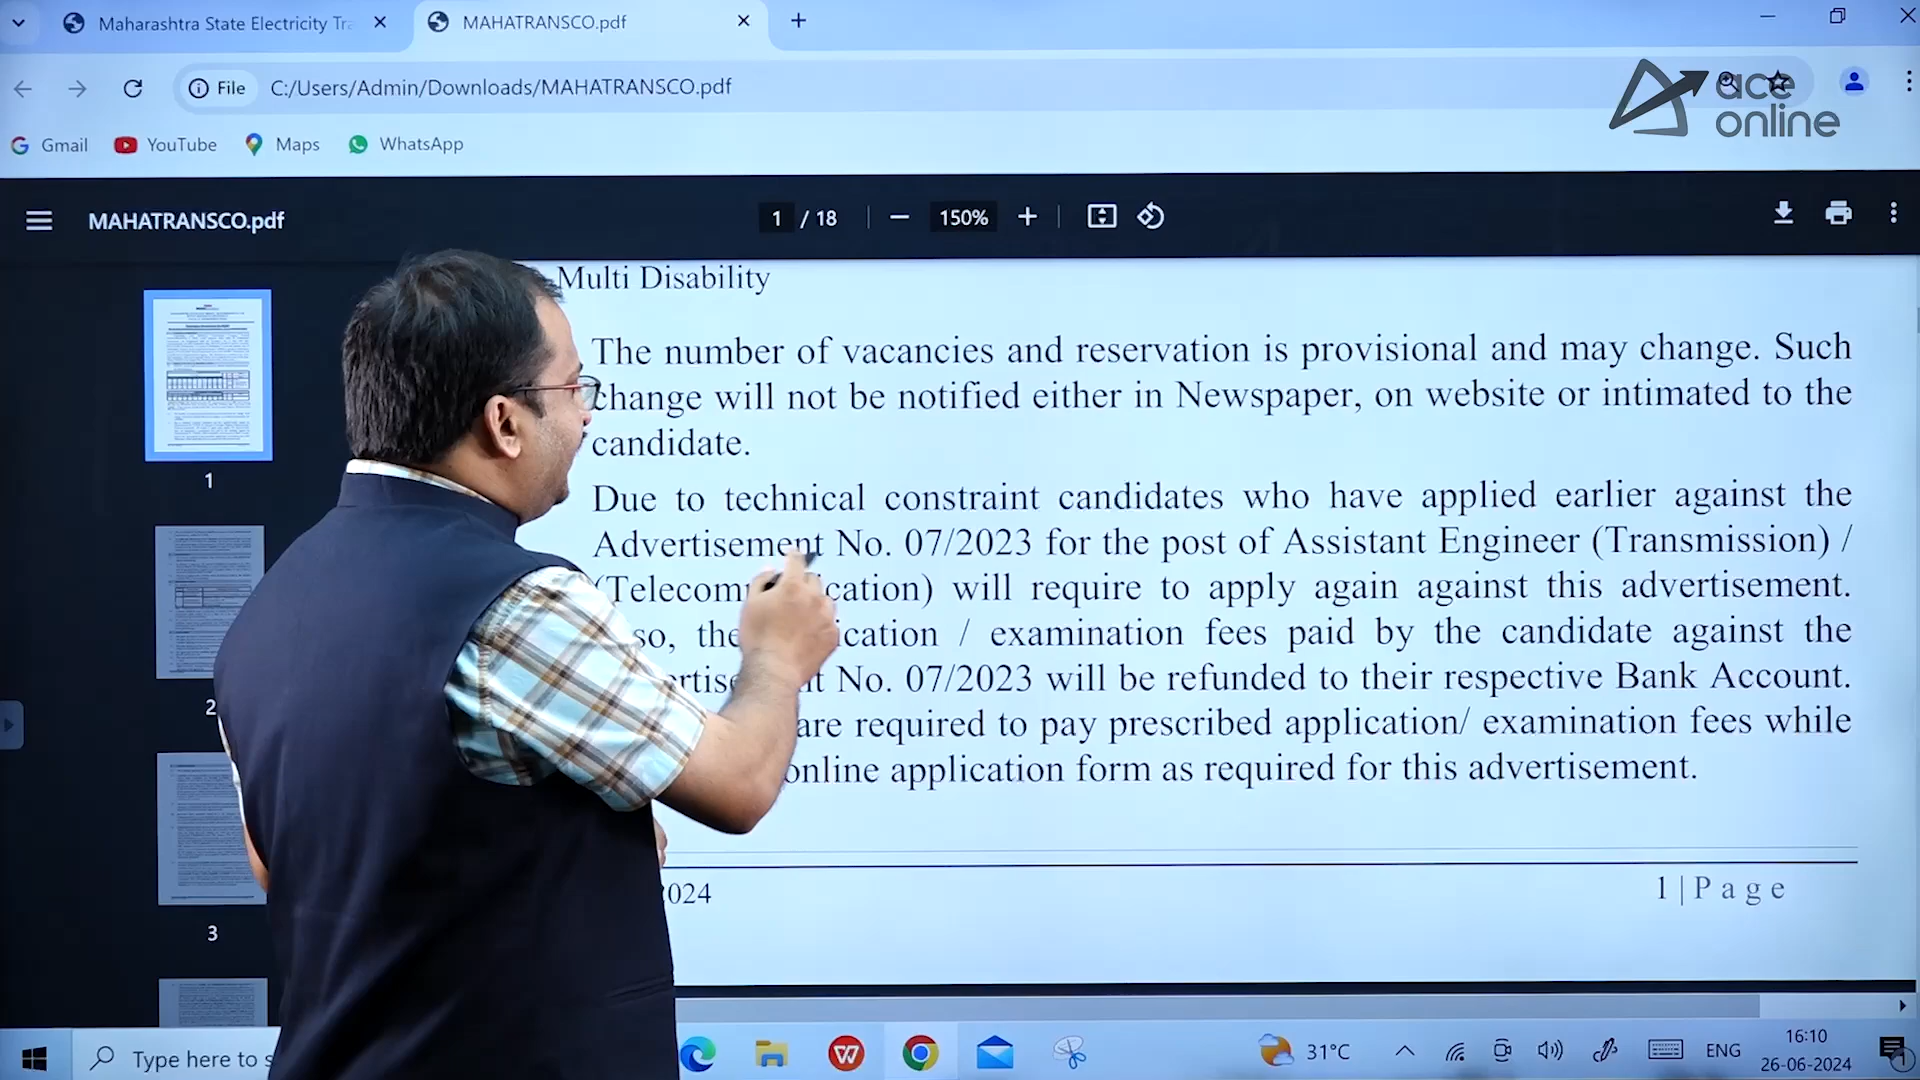 Maharashtra State Electricity Tra
MAHATRANSCO.pdf
File
C:/Users/Admin/Downloads/MAHATRANSCO.pdf
ace
online
Gmail
YouTube
Maps
WhatsApp
MAHATRANSCO.pdf
1 / 18
150%
Multi Disability
The number of vacancies and reservation is provisional and may change. Such
change will not be notified either in Newspaper, on website or intimated to the
candidate.
Due to technical constraint candidates who have applied earlier against the
Advertisement No. 07/2023 for the post of Assistant Engineer (Transmission) /
(Telecom cation) will require to apply again against this advertisement.
so, the ication / examination fees paid by the candidate against the
rtise t No. 07/2023 will be refunded to their respective Bank Account.
are required to pay prescribed application/ examination fees while
online application form as required for this advertisement.
2024
1 | P a g e
1
2
3
Type here to s
31°C
ENG
16:10
26-06-2024
1